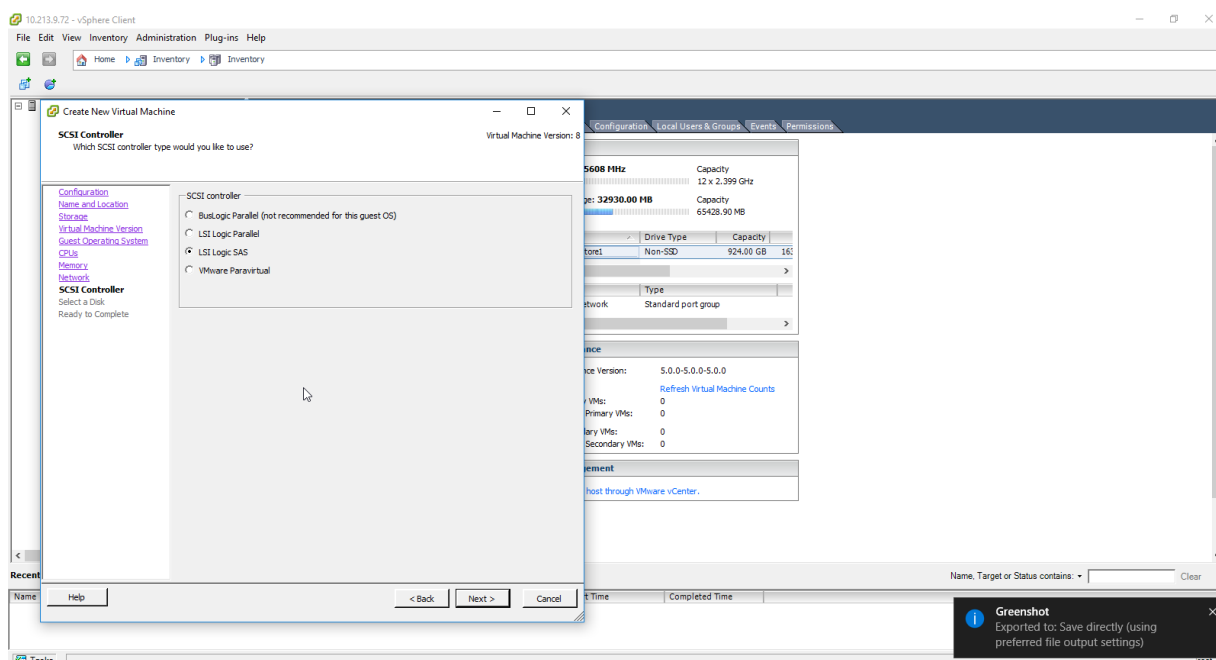 10.213.9.72 - vSphere Client
File Edit View Inventory Administration Plug-ins Help
Home Inventory Inventory
Create New Virtual Machine
SCSI Controller
Which SCSI controller type would you like to use?
Virtual Machine Version: 8
Configuration
Name and Location
Storage
Virtual Machine Version
Guest Operating System
CPUs
Memory
Network
SCSI Controller
Select a Disk
Ready to Complete
SCSI controller
BusLogic Parallel (not recommended for this guest OS)
LSI Logic Parallel
LSI Logic SAS
VMware Paravirtual
Help
< Back
Next >
Cancel
Configuration Local Users & Groups Events Permissions
5608 MHz Capacity
12 x 2.399 GHz
ge: 32930.00 MB Capacity
65428.90 MB
Drive Type Capacity
tore1 Non-SSD 924.00 GB 163
Type
etwork Standard port group
nce
nce Version: 5.0.0-5.0.0-5.0.0
Refresh Virtual Machine Counts
VMs: 0
Primary VMs: 0
dary VMs: 0
Secondary VMs: 0
gement
host through VMware vCenter.
Recent
Name, Target or Status contains:
Clear
Name
t Time
Completed Time
Greenshot
Exported to: Save directly (using
preferred file output settings)
Tasks